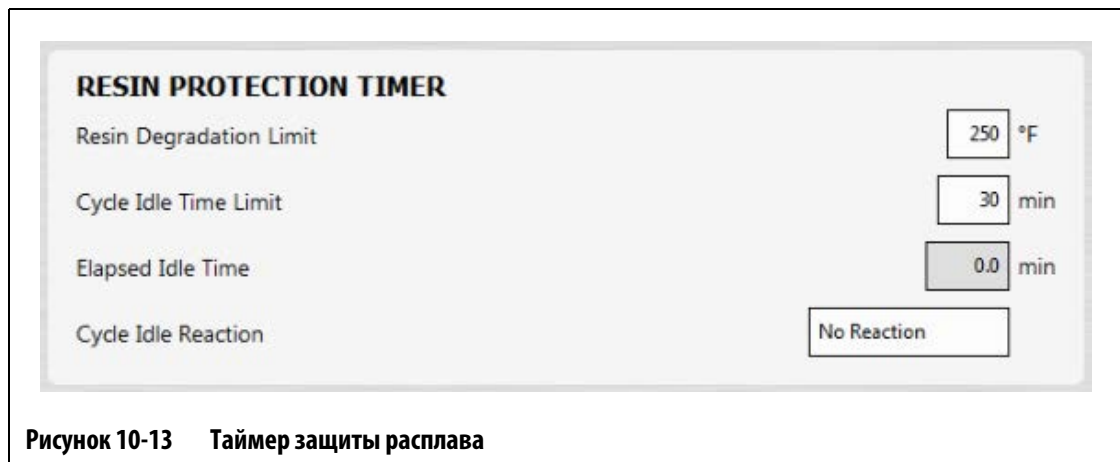 RESIN PROTECTION TIMER
Resin Degradation Limit 250 °F
Cycle Idle Time Limit 30 min
Elapsed Idle Time 0.0 min
Cycle Idle Reaction No Reaction
Рисунок 10-13 Таймер защиты расплава